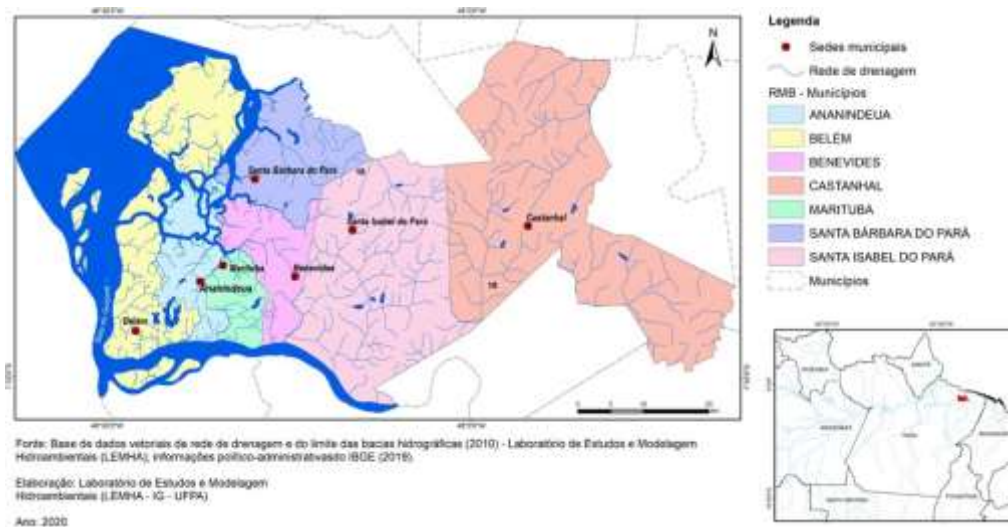 N
Santa Bárbara do Pará
Santa Isabel do Pará
Castanhal
Marituba
Benevides
Ananindeua
Belém
Legenda
Sedes municipais
Rede de drenagem
RMB - Municípios
ANANINDEUA
BELÉM
BENEVIDES
CASTANHAL
MARITUBA
SANTA BÁRBARA DO PARÁ
SANTA ISABEL DO PARÁ
Municípios
Fonte: Base de dados vetoriais de rede de drenagem e do limite das bacias hidrográficas (2010) - Laboratório de Estudos e Modelagem
Hidroambientais (LEMHA); informações político-administrativasdo IBGE (2019).
Elaboração: Laboratório de Estudos e Modelagem
Hidroambientais (LEMHA - IG - UFPA)
Ano: 2020